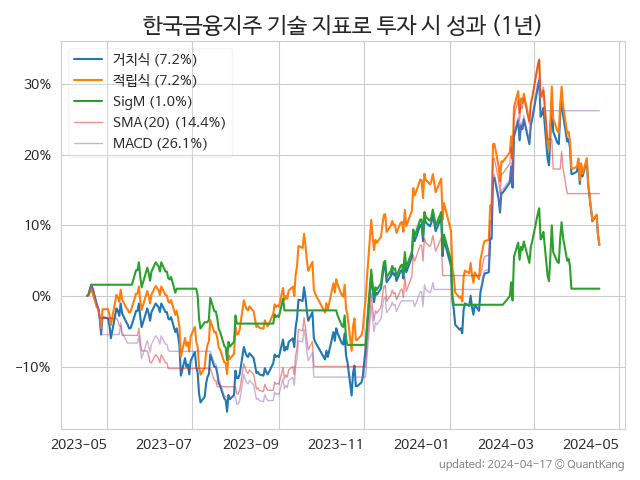 한국금융지주 기술 지표로 투자 시 성과 (1년)
거치식 (7.2%)
적립식 (7.2%)
SigM (1.0%)
SMA(20) (14.4%)
MACD (26.1%)
30%
20%
10%
0%
−10%
2023-05 2023-07 2023-09 2023-11 2024-01 2024-03 2024-05
updated: 2024-04-17 © QuantKang